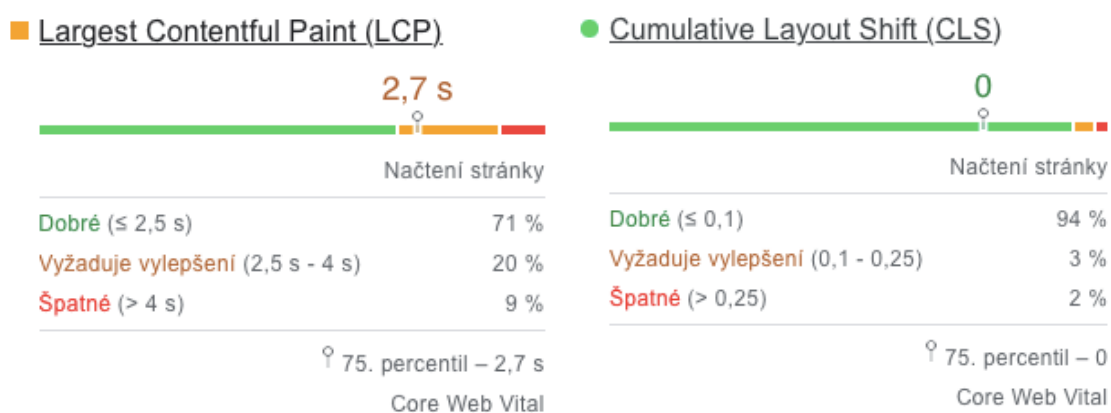 Largest Contentful Paint (LCP)
2,7 s
Načtení stránky
Dobré (≤ 2,5 s) 71 %
Vyžaduje vylepšení (2,5 s - 4 s) 20 %
Špatné (> 4 s) 9 %
75. percentil – 2,7 s
Core Web Vital
Cumulative Layout Shift (CLS)
0
Načtení stránky
Dobré (≤ 0,1) 94 %
Vyžaduje vylepšení (0,1 - 0,25) 3 %
Špatné (> 0,25) 2 %
75. percentil – 0
Core Web Vital